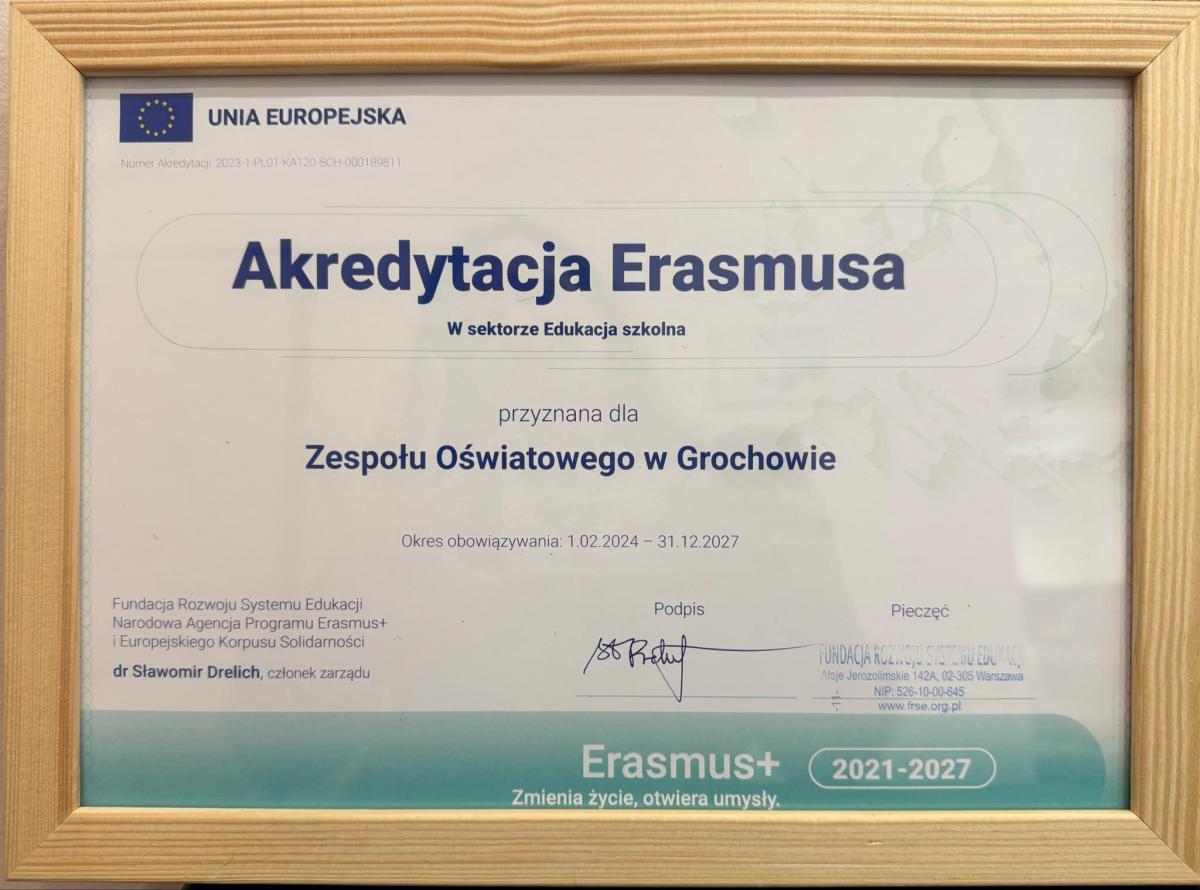 UNIA EUROPEJSKA
Numer Akredytacji: 2023-1-PL01-KA120-SCH-000189811
Akredytacja Erasmusa
W sektorze Edukacja szkolna
przyznana dla
Zespołu Oświatowego w Grochowie
Okres obowiązywania: 1.02.2024 – 31.12.2027
Fundacja Rozwoju Systemu Edukacji
Narodowa Agencja Programu Erasmus+
i Europejskiego Korpusu Solidarności
dr Sławomir Drelich, członek zarządu
Podpis
Pieczęć
FUNDACJA ROZWOJU SYSTEMU EDUKACJI
Aleje Jerozolimskie 142A, 02-305 Warszawa
NIP: 526-10-00-645
www.frse.org.pl
-11-
Erasmus+
2021-2027
Zmienia życie, otwiera umysły.